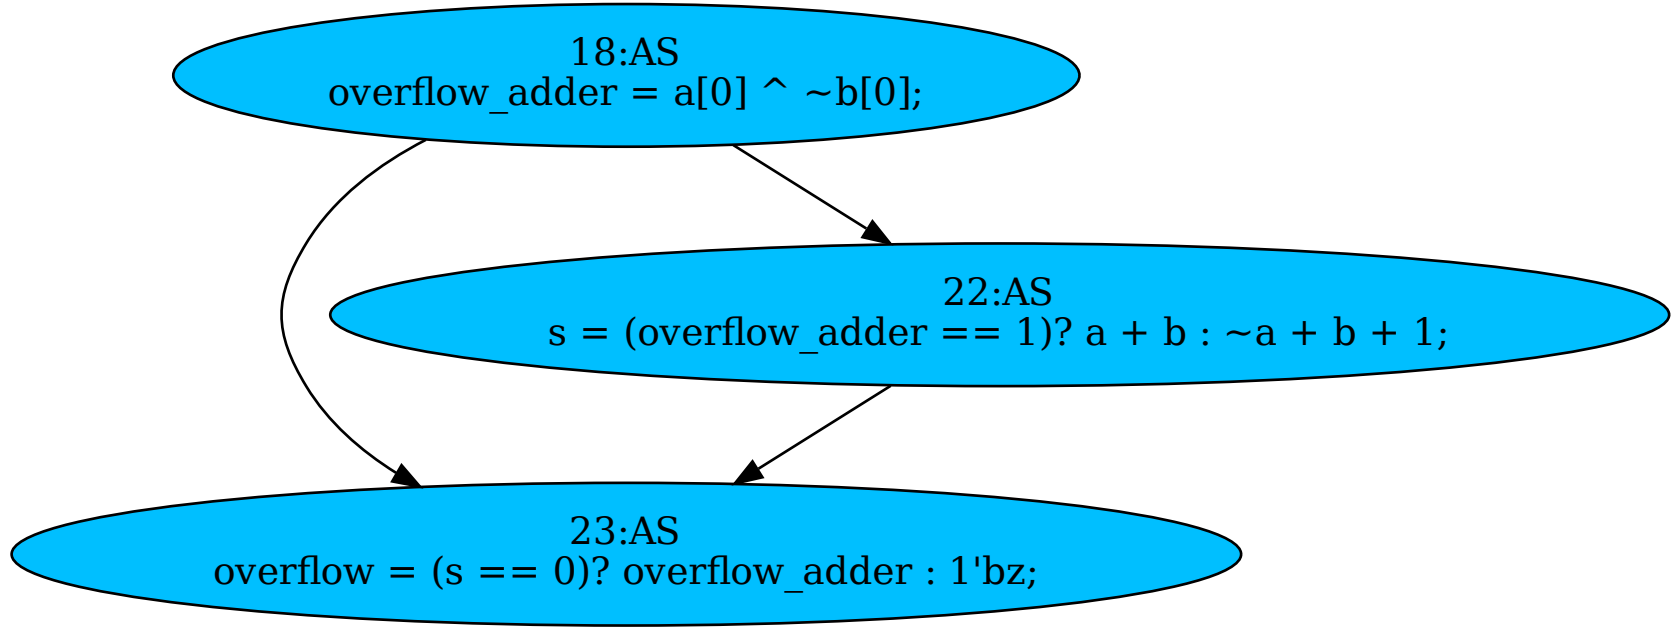 18:AS
overflow_adder = a[0] ^ ~b[0];
22:AS
s = (overflow_adder == 1)? a + b : ~a + b + 1;
23:AS
overflow = (s == 0)? overflow_adder : 1'bz;